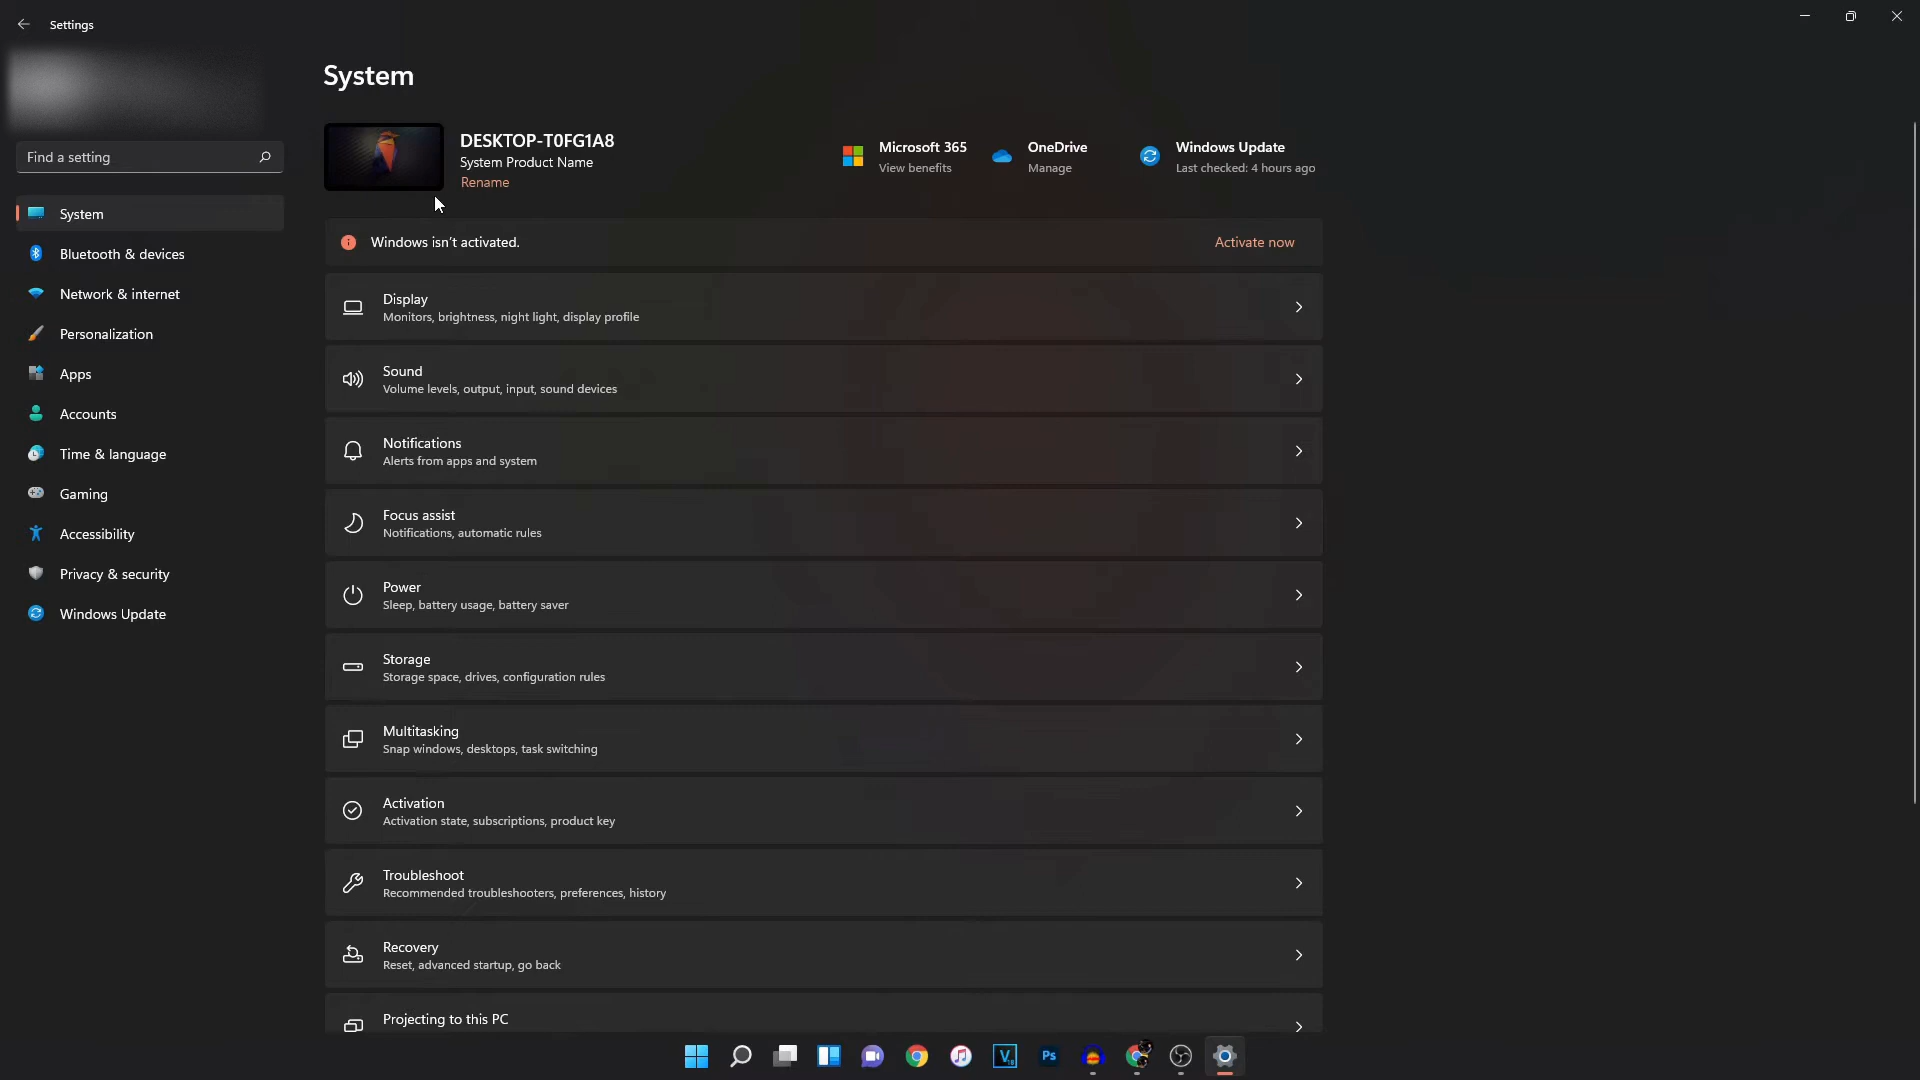 Settings
System
Find a setting
DESKTOP-T0FG1A8
System Product Name
Rename
Microsoft 365
View benefits
OneDrive
Manage
Windows Update
Last checked: 4 hours ago
System
Bluetooth & devices
Network & internet
Personalization
Apps
Accounts
Time & language
Gaming
Accessibility
Privacy & security
Windows Update
Windows isn't activated.
Activate now
Display
Monitors, brightness, night light, display profile
Sound
Volume levels, output, input, sound devices
Notifications
Alerts from apps and system
Focus assist
Notifications, automatic rules
Power
Sleep, battery usage, battery saver
Storage
Storage space, drives, configuration rules
Multitasking
Snap windows, desktops, task switching
Activation
Activation state, subscriptions, product key
Troubleshoot
Recommended troubleshooters, preferences, history
Recovery
Reset, advanced startup, go back
Projecting to this PC
Ps